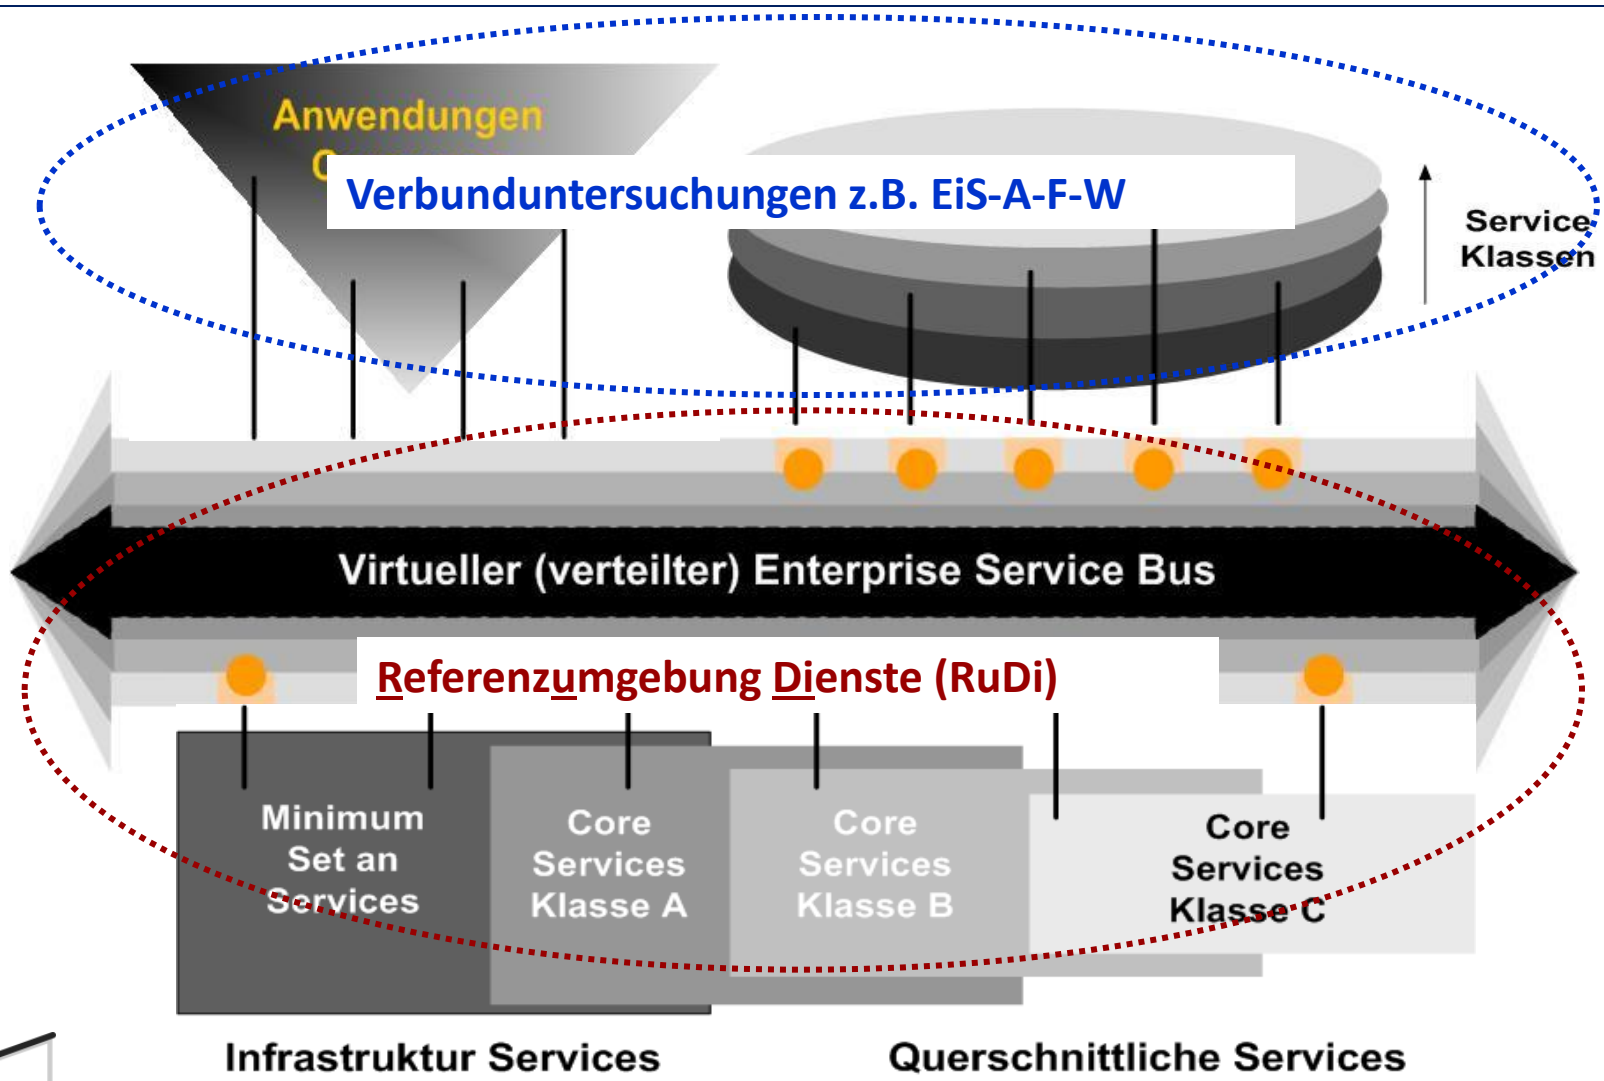 Anwendungen
Verbunduntersuchungen z.B. EiS-A-F-W
Service
Klassen
Virtueller (verteilter) Enterprise Service Bus
Referenzumgebung Dienste (RuDi)
Minimum
Set an
Services
Core
Services
Klasse A
Core
Services
Klasse B
Core
Services
Klasse C
Infrastruktur Services
Querschnittliche Services